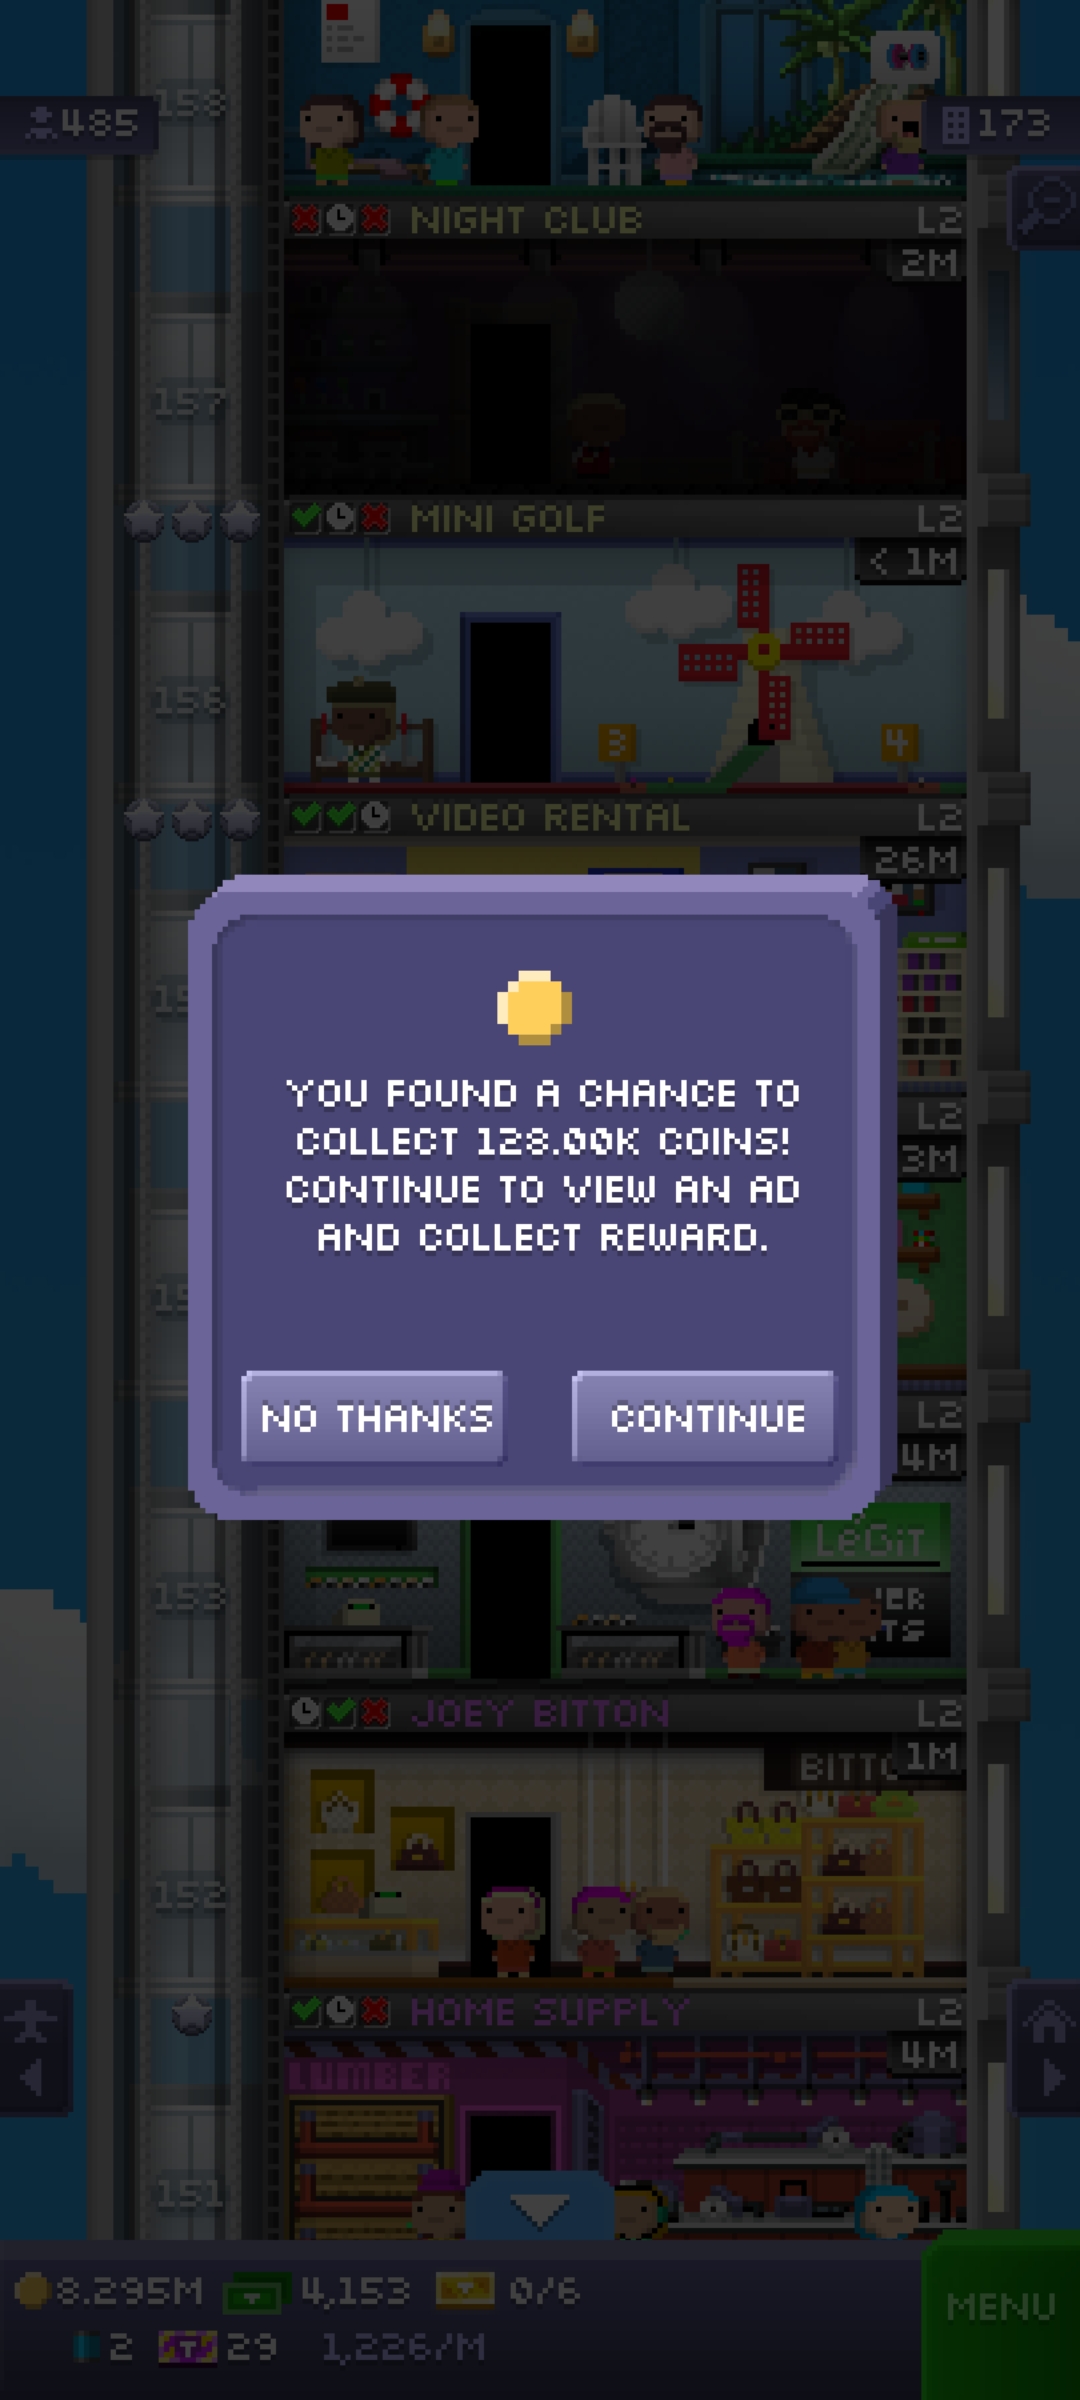 158
485
173
NIGHT CLUB L2
2M
157
MINI GOLF L2
< 1M
156
3
4
VIDEO RENTAL L2
26M
YOU FOUND A CHANCE TO
COLLECT 128.00K COINS!
CONTINUE TO VIEW AN AD
AND COLLECT REWARD.
L2
3M
NO THANKS
CONTINUE
L2
4M
LeGiT
153
JOEY BITTON L2
1M
152
HOME SUPPLY L2
4M
LUMBER
151
8.295M 4,153 0/6
MENU
2 29 1,226/M